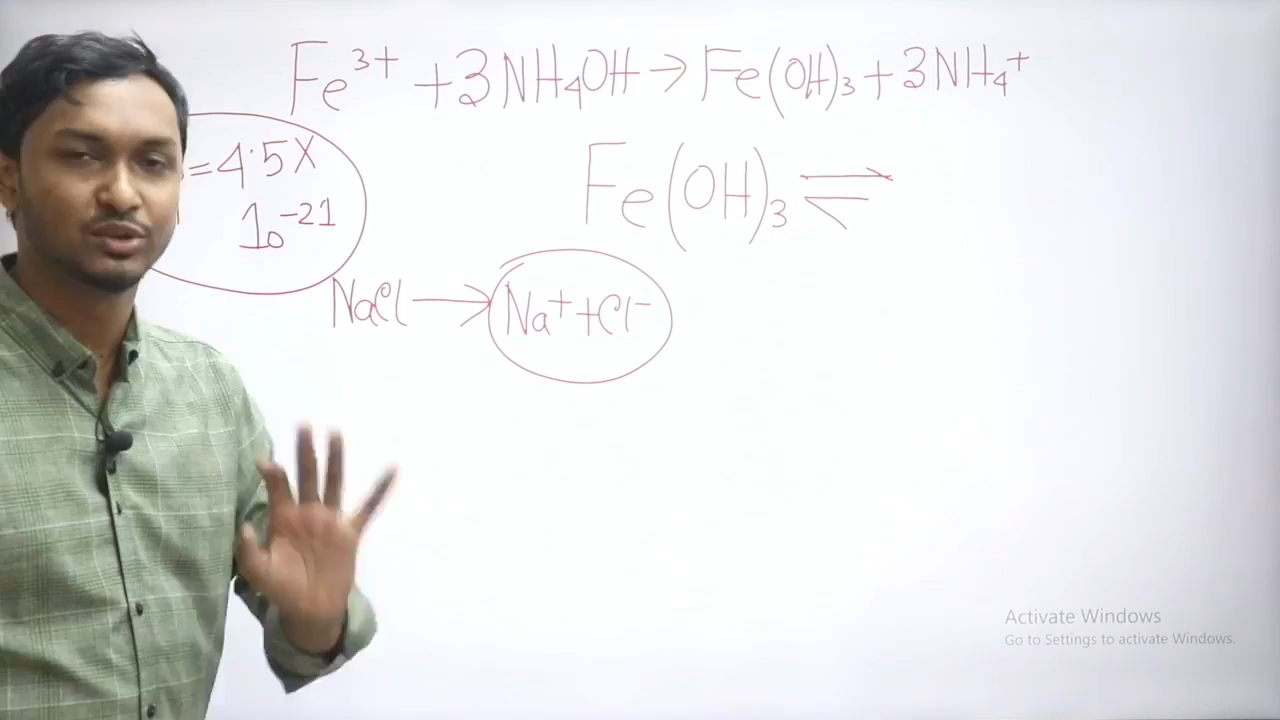 Fe³⁺ + 3NH₄OH → Fe(OH)₃ + 3NH₄⁺
= 4.5X
10⁻²¹
Fe(OH)₃ ⇌
NaCl → Na⁺ + Cl⁻
Activate Windows
Go to Settings to activate Windows.